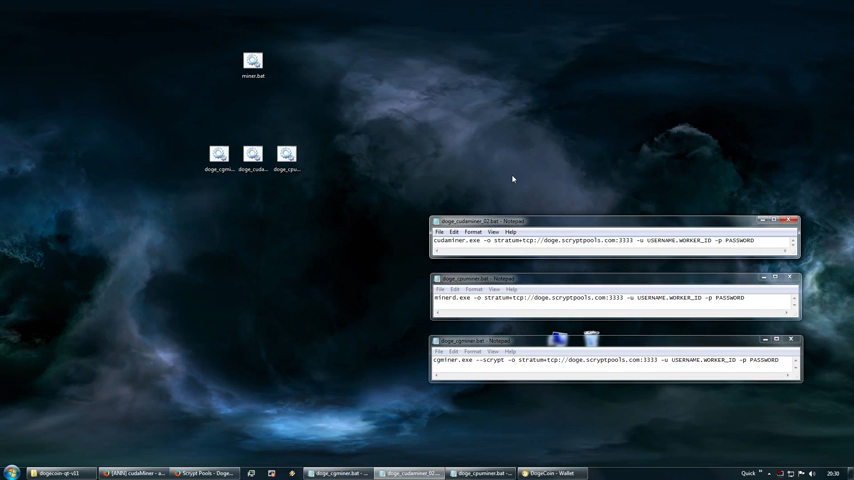 miner.bat
doge_cgmi...
doge_cuda...
doge_cpu...
doge_cudaminer_02.bat - Notepad
File Edit Format View Help
cudaminer.exe -o stratum+tcp://doge.scryptpools.com:3333 -u USERNAME.WORKER_ID -p PASSWORD
doge_cpuminer.bat - Notepad
File Edit Format View Help
minerd.exe -o stratum+tcp://doge.scryptpools.com:3333 -u USERNAME.WORKER_ID -p PASSWORD
doge_cgminer.bat - Notepad
File Edit Format View Help
cgminer.exe --scrypt -o stratum+tcp://doge.scryptpools.com:3333 -u USERNAME.WORKER_ID -p PASSWORD
dogecoin-qt-v11
[ANN] cudaMiner - a...
Scrypt Pools - Doge...
doge_cgminer.bat - ...
doge_cudaminer_02....
doge_cpuminer.bat -...
DogeCoin - Wallet
Quick
20:30